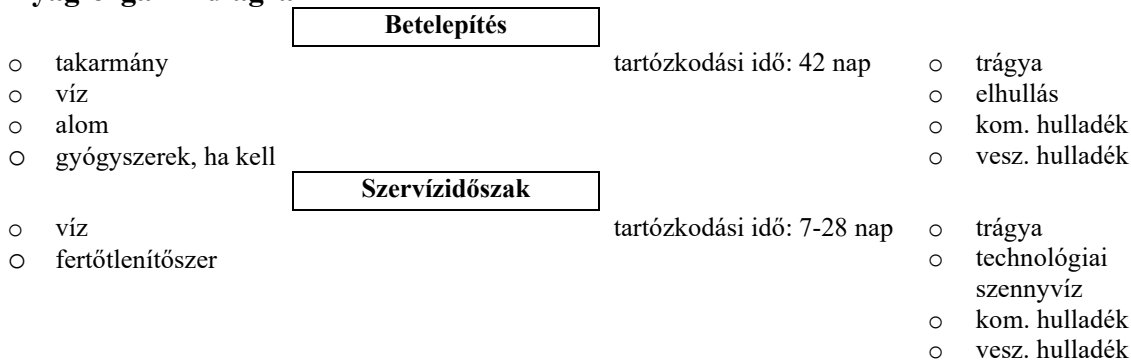 Betelepítés
o takarmány tartózkodási idő: 42 nap o trágya
o víz o elhullás
o alom o kom. hulladék
o gyógyszerek, ha kell o vesz. hulladék
Szervízidőszak
o víz tartózkodási idő: 7-28 nap o trágya
o fertőtlenítőszer o technológiai
szennyvíz
o kom. hulladék
o vesz. hulladék